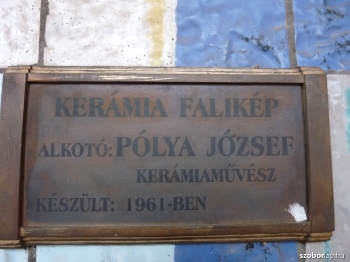 KERÁMIA FALIKÉP
ALKOTÓ: PÓLYA JÓZSEF
KERÁMIAMŰVÉSZ
KÉSZÜLT: 1961-BEN
szoborlap.hu